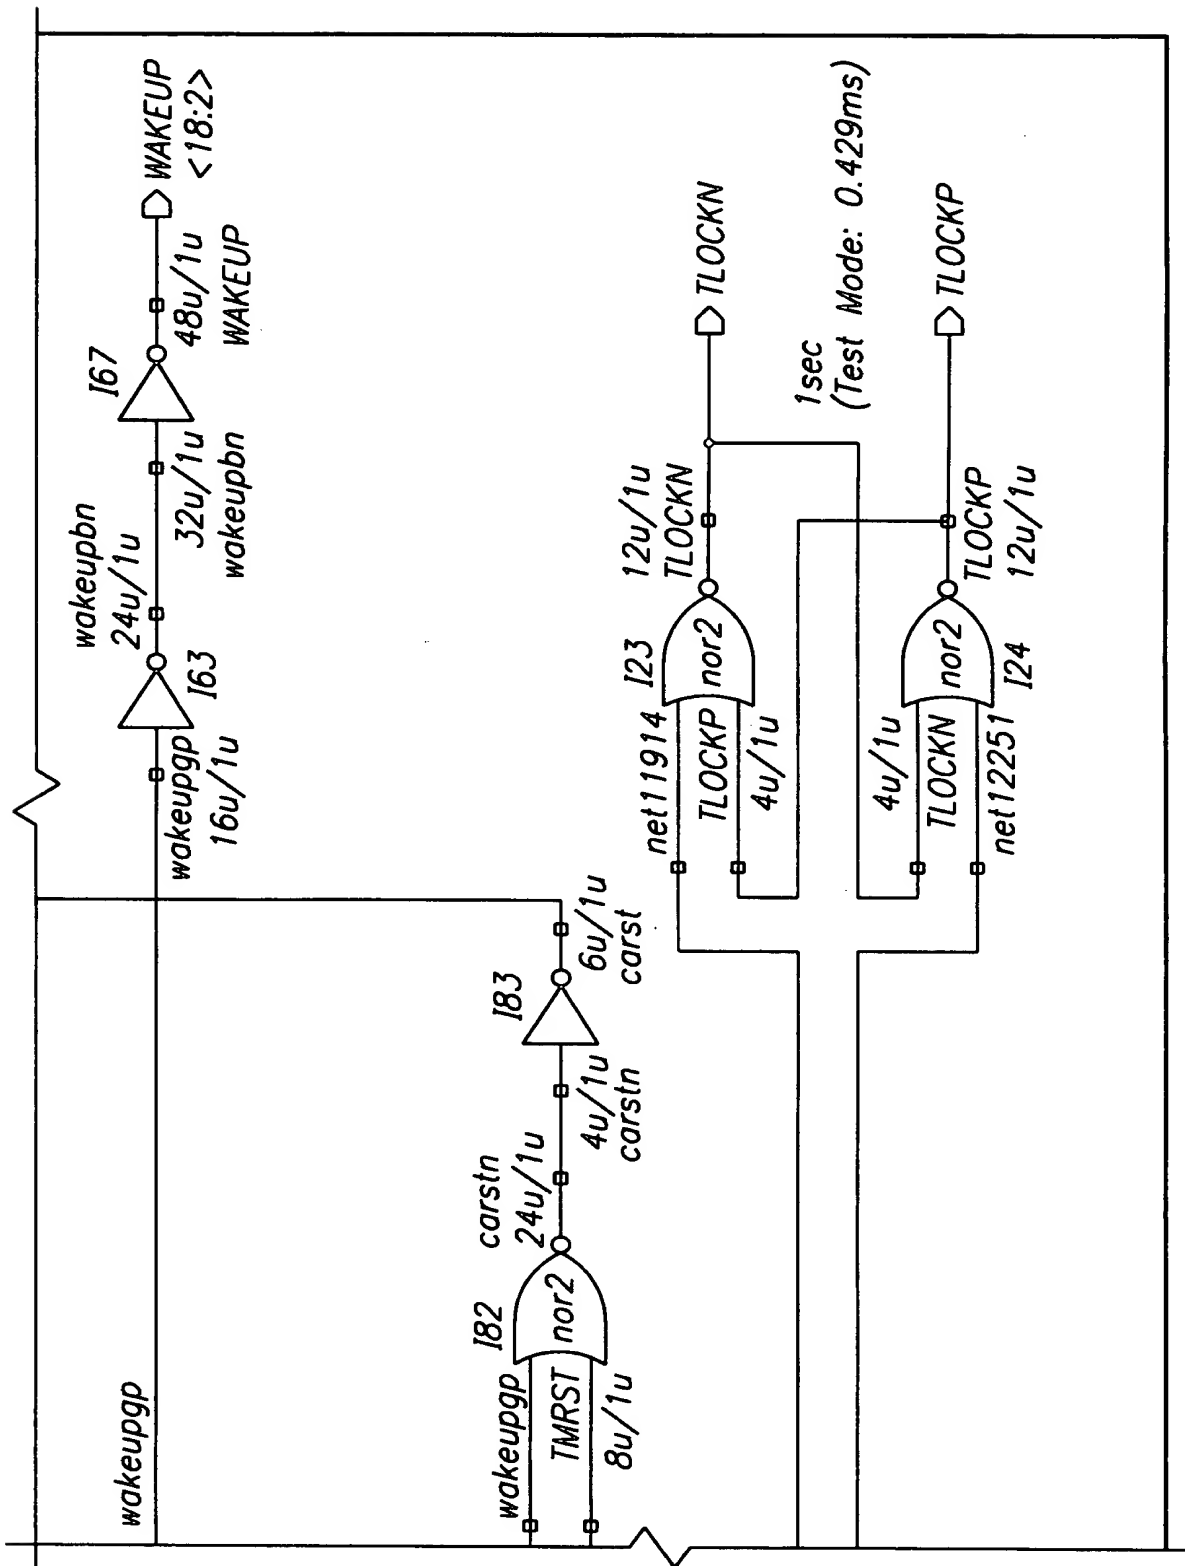 wakeupgp
wakeupgp
16u/1u
I63
wakeupbn
24u/1u
32u/1u
wakeupbn
I67
48u/1u
WAKEUP
WAKEUP
<18:2>
I82
wakeupgp
TMRST
8u/1u
nor2
carstn
24u/1u
4u/1u
carstn
I83
6u/1u
carst
net11914
TLOCKP
4u/1u
I23
nor2
12u/1u
TLOCKN
TLOCKN
1sec
(Test Mode: 0.429ms)
4u/1u
TLOCKN
net12251
nor2
I24
TLOCKP
12u/1u
TLOCKP